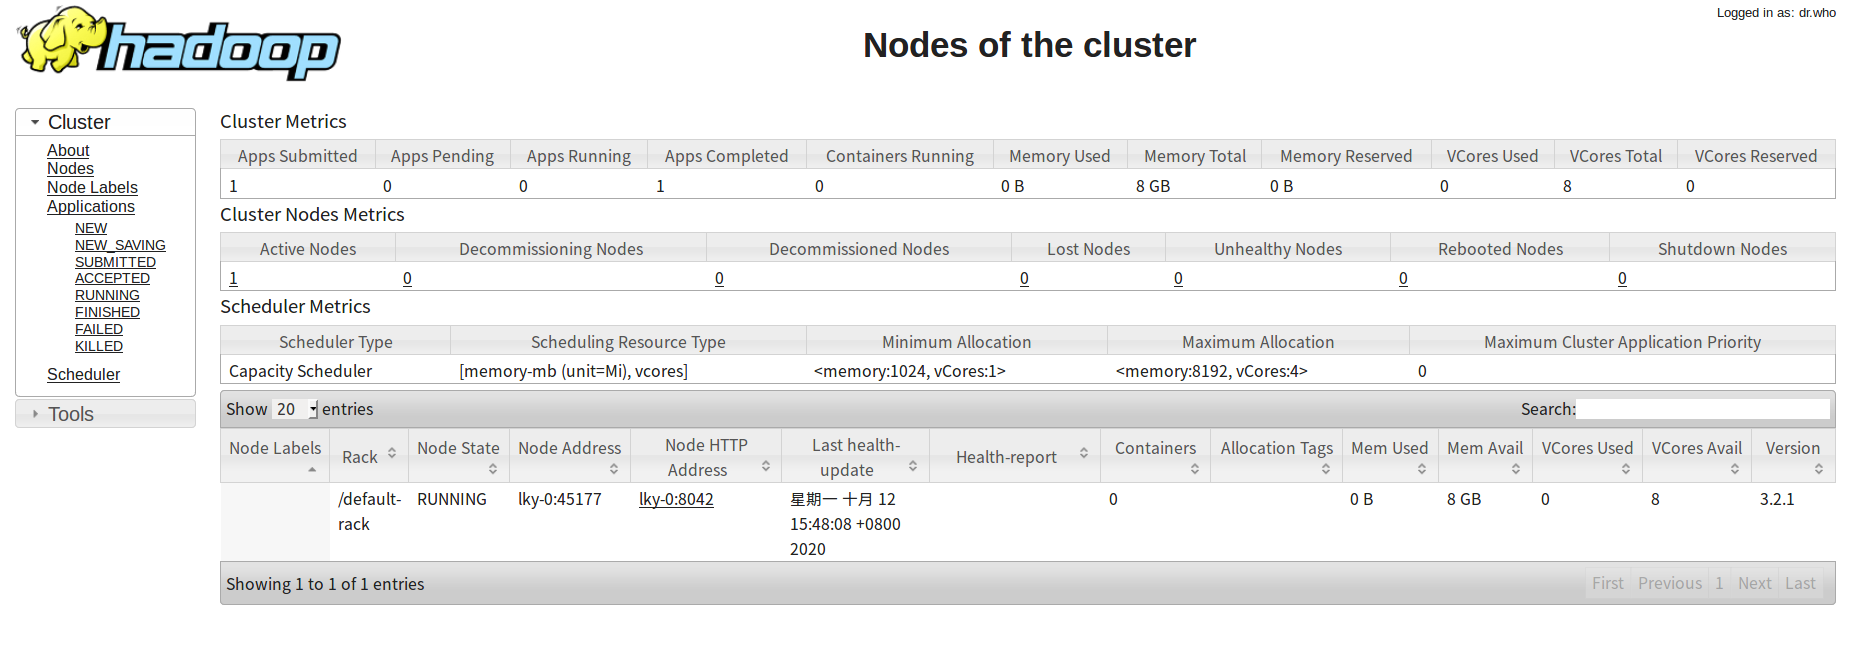 Logged in as: dr.who
hadoop
Nodes of the cluster
Cluster
About
Nodes
Node Labels
Applications
NEW
NEW_SAVING
SUBMITTED
ACCEPTED
RUNNING
FINISHED
FAILED
KILLED
Scheduler
Tools
Cluster Metrics
Apps Submitted Apps Pending Apps Running Apps Completed Containers Running Memory Used Memory Total Memory Reserved VCores Used VCores Total VCores Reserved
1 0 0 1 0 0 B 8 GB 0 B 0 8 0
Cluster Nodes Metrics
Active Nodes Decommissioning Nodes Decommissioned Nodes Lost Nodes Unhealthy Nodes Rebooted Nodes Shutdown Nodes
1 0 0 0 0 0 0
Scheduler Metrics
Scheduler Type Scheduling Resource Type Minimum Allocation Maximum Allocation Maximum Cluster Application Priority
Capacity Scheduler [memory-mb (unit=Mi), vcores] <memory:1024, vCores:1> <memory:8192, vCores:4> 0
Show 20 entries Search:
Node Labels Rack Node State Node Address Node HTTP Address Last health-update Health-report Containers Allocation Tags Mem Used Mem Avail VCores Used VCores Avail Version
/default-rack RUNNING lky-0:45177 lky-0:8042 星期一 十月 12 15:48:08 +0800 2020 0 0 B 8 GB 0 8 3.2.1
Showing 1 to 1 of 1 entries First Previous 1 Next Last